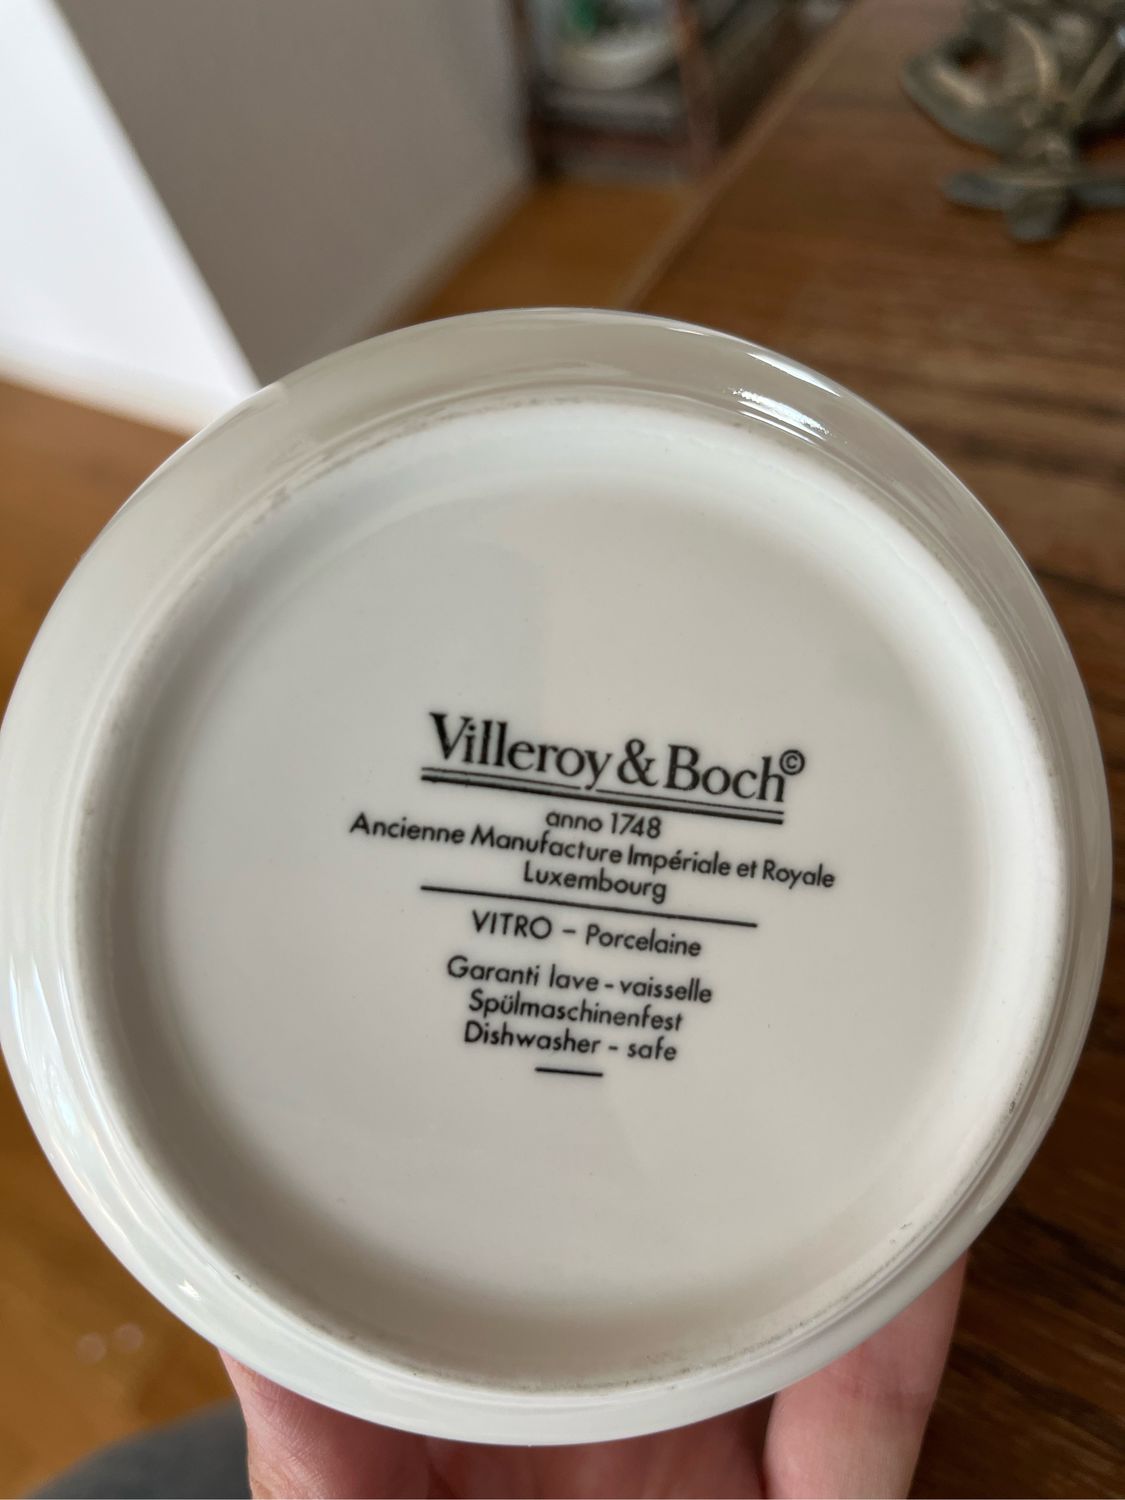 Villeroy & Boch©
anno 1748
Ancienne Manufacture Impériale et Royale
Luxembourg
VITRO – Porcelaine
Garanti lave - vaisselle
Spülmaschinenfest
Dishwasher - safe